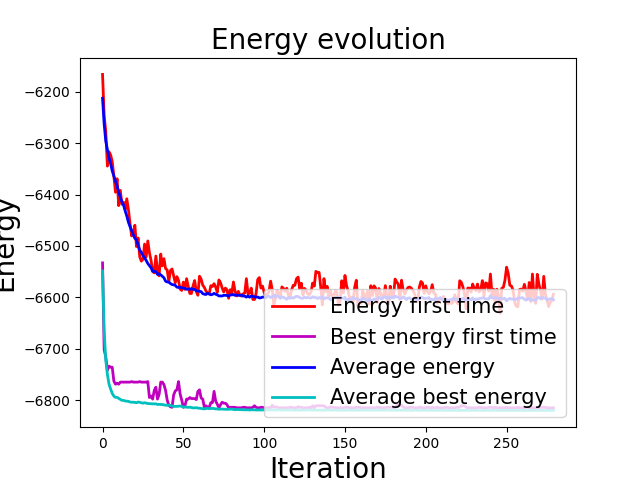 Energy evolution
Energy
−6200
−6300
−6400
−6500
−6600
−6700
−6800
0 50 100 150 200 250
Iteration
Energy first time
Best energy first time
Average energy
Average best energy